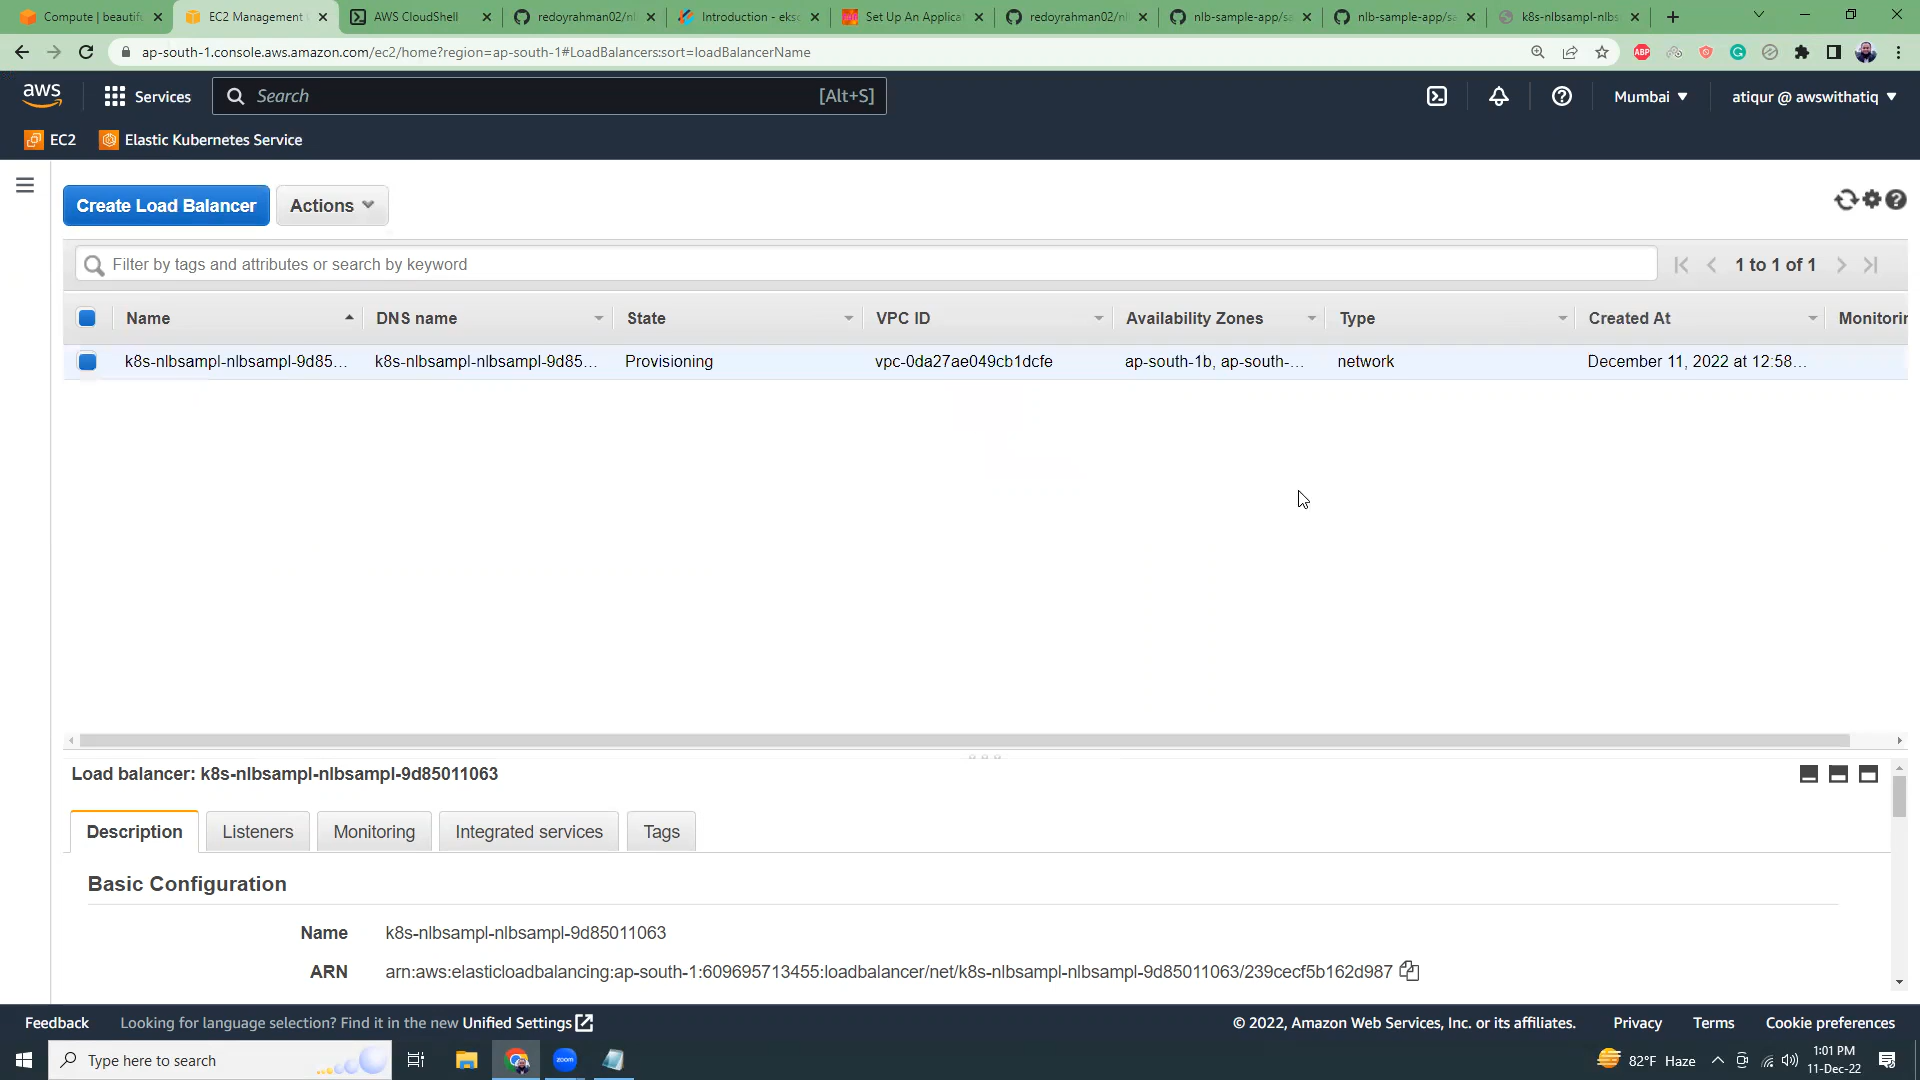 Compute | beautifu
EC2 Management
AWS CloudShell
redoyrahman02/nl
Introduction - eksc
Set Up An Applicat
redoyrahman02/nl
nlb-sample-app/sa
nlb-sample-app/sa
k8s-nlbsampl-nlbs
ap-south-1.console.aws.amazon.com/ec2/home?region=ap-south-1#LoadBalancers:sort=loadBalancerName
ABP
aws
Services
Search
[Alt+S]
Mumbai
atiqur @ awswithatiq
EC2
Elastic Kubernetes Service
Create Load Balancer
Actions
Filter by tags and attributes or search by keyword
1 to 1 of 1
Name
DNS name
State
VPC ID
Availability Zones
Type
Created At
Monitorin
k8s-nlbsampl-nlbsampl-9d85...
k8s-nlbsampl-nlbsampl-9d85...
Provisioning
vpc-0da27ae049cb1dcfe
ap-south-1b, ap-south-...
network
December 11, 2022 at 12:58...
Load balancer: k8s-nlbsampl-nlbsampl-9d85011063
Description
Listeners
Monitoring
Integrated services
Tags
Basic Configuration
Name
k8s-nlbsampl-nlbsampl-9d85011063
ARN
arn:aws:elasticloadbalancing:ap-south-1:609695713455:loadbalancer/net/k8s-nlbsampl-nlbsampl-9d85011063/239cecf5b162d987
Feedback
Looking for language selection? Find it in the new Unified Settings
© 2022, Amazon Web Services, Inc. or its affiliates.
Privacy
Terms
Cookie preferences
Type here to search
zoom
82°F Haze
1:01 PM
11-Dec-22